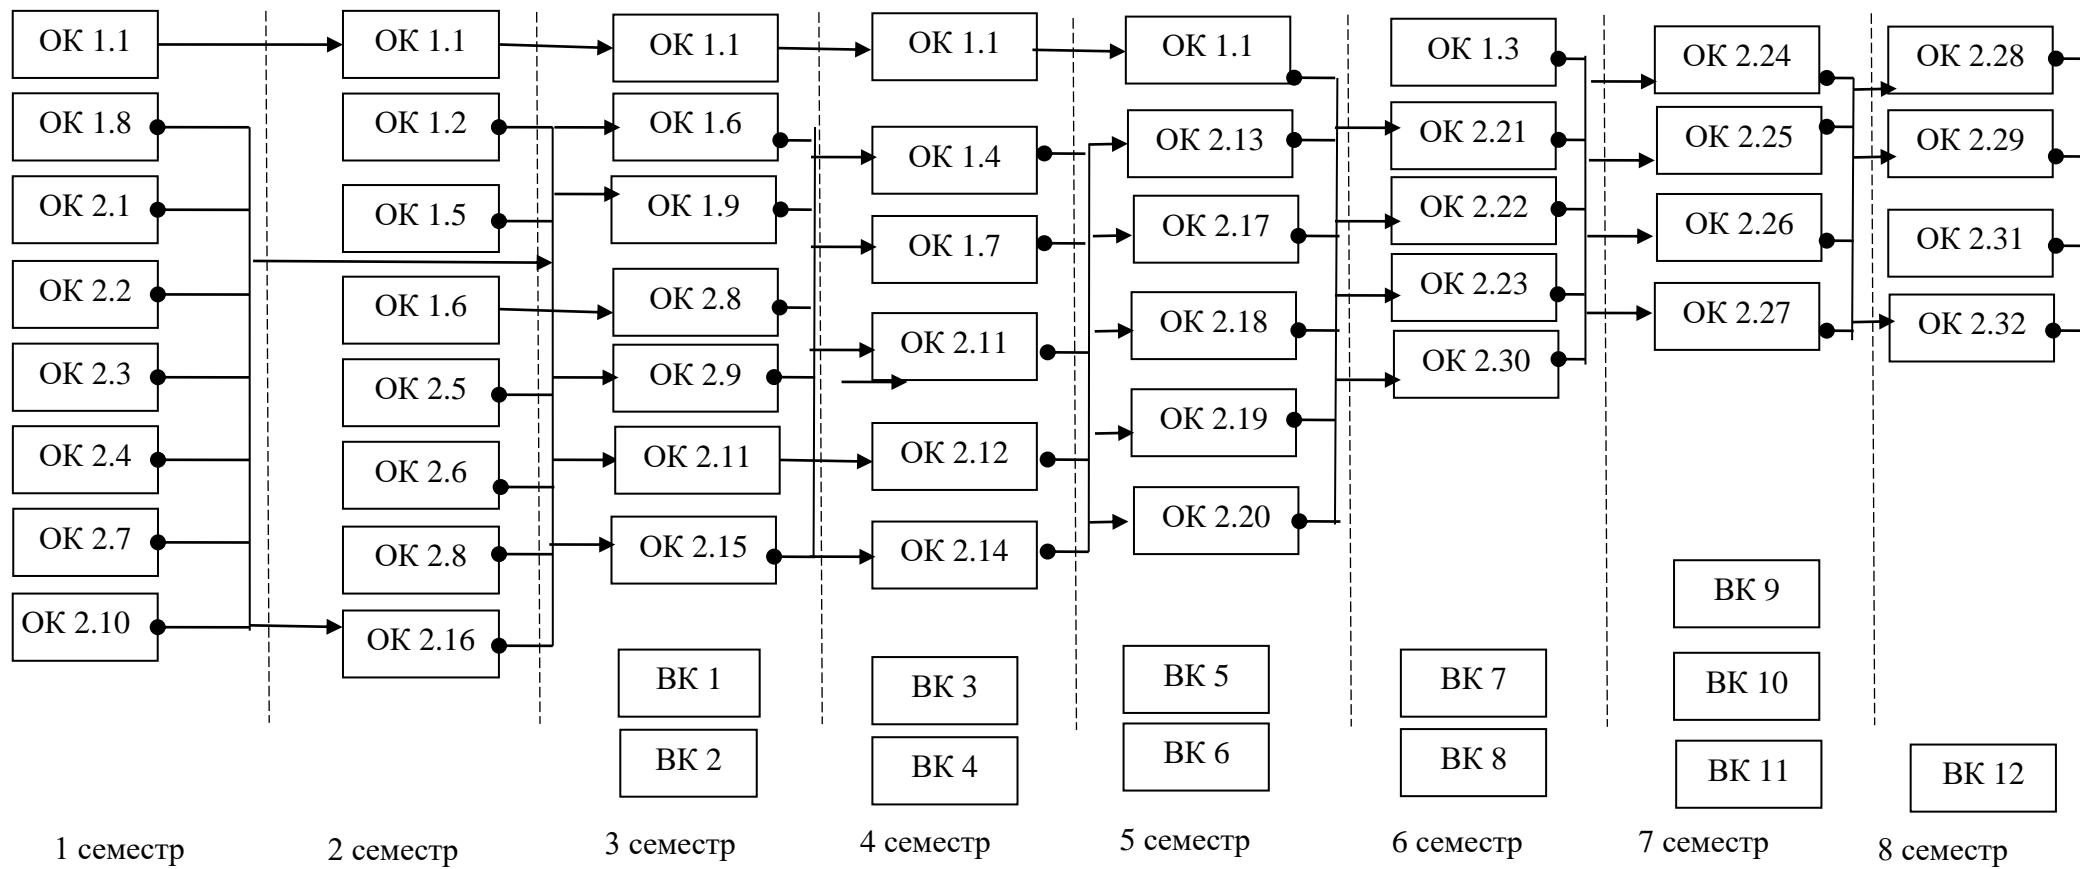 ОК 1.1
ОК 1.8
ОК 2.1
ОК 2.2
ОК 2.3
ОК 2.4
ОК 2.7
ОК 2.10
1 семестр
ОК 1.1
ОК 1.2
ОК 1.5
ОК 1.6
ОК 2.5
ОК 2.6
ОК 2.8
ОК 2.16
2 семестр
ОК 1.1
ОК 1.6
ОК 1.9
ОК 2.8
ОК 2.9
ОК 2.11
ОК 2.15
ВК 1
ВК 2
3 семестр
ОК 1.1
ОК 1.4
ОК 1.7
ОК 2.11
ОК 2.12
ОК 2.14
ВК 3
ВК 4
4 семестр
ОК 1.1
ОК 2.13
ОК 2.17
ОК 2.18
ОК 2.19
ОК 2.20
ВК 5
ВК 6
5 семестр
ОК 1.3
ОК 2.21
ОК 2.22
ОК 2.23
ОК 2.30
ВК 7
ВК 8
6 семестр
ОК 2.24
ОК 2.25
ОК 2.26
ОК 2.27
ВК 9
ВК 10
ВК 11
7 семестр
ОК 2.28
ОК 2.29
ОК 2.31
ОК 2.32
ВК 12
8 семестр